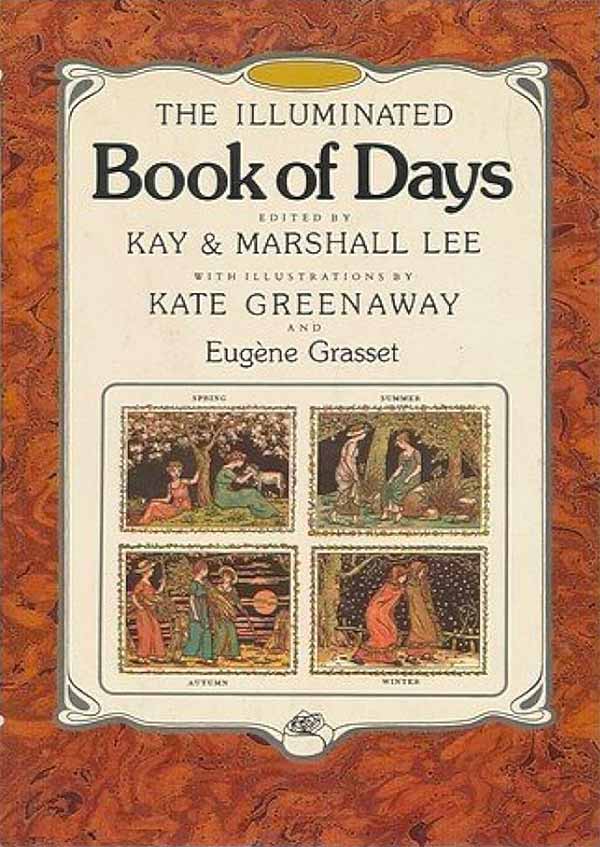 THE ILLUMINATED
Book of Days
EDITED BY
KAY & MARSHALL LEE
WITH ILLUSTRATIONS BY
KATE GREENAWAY
AND
Eugène Grasset
SPRING
SUMMER
AUTUMN
WINTER